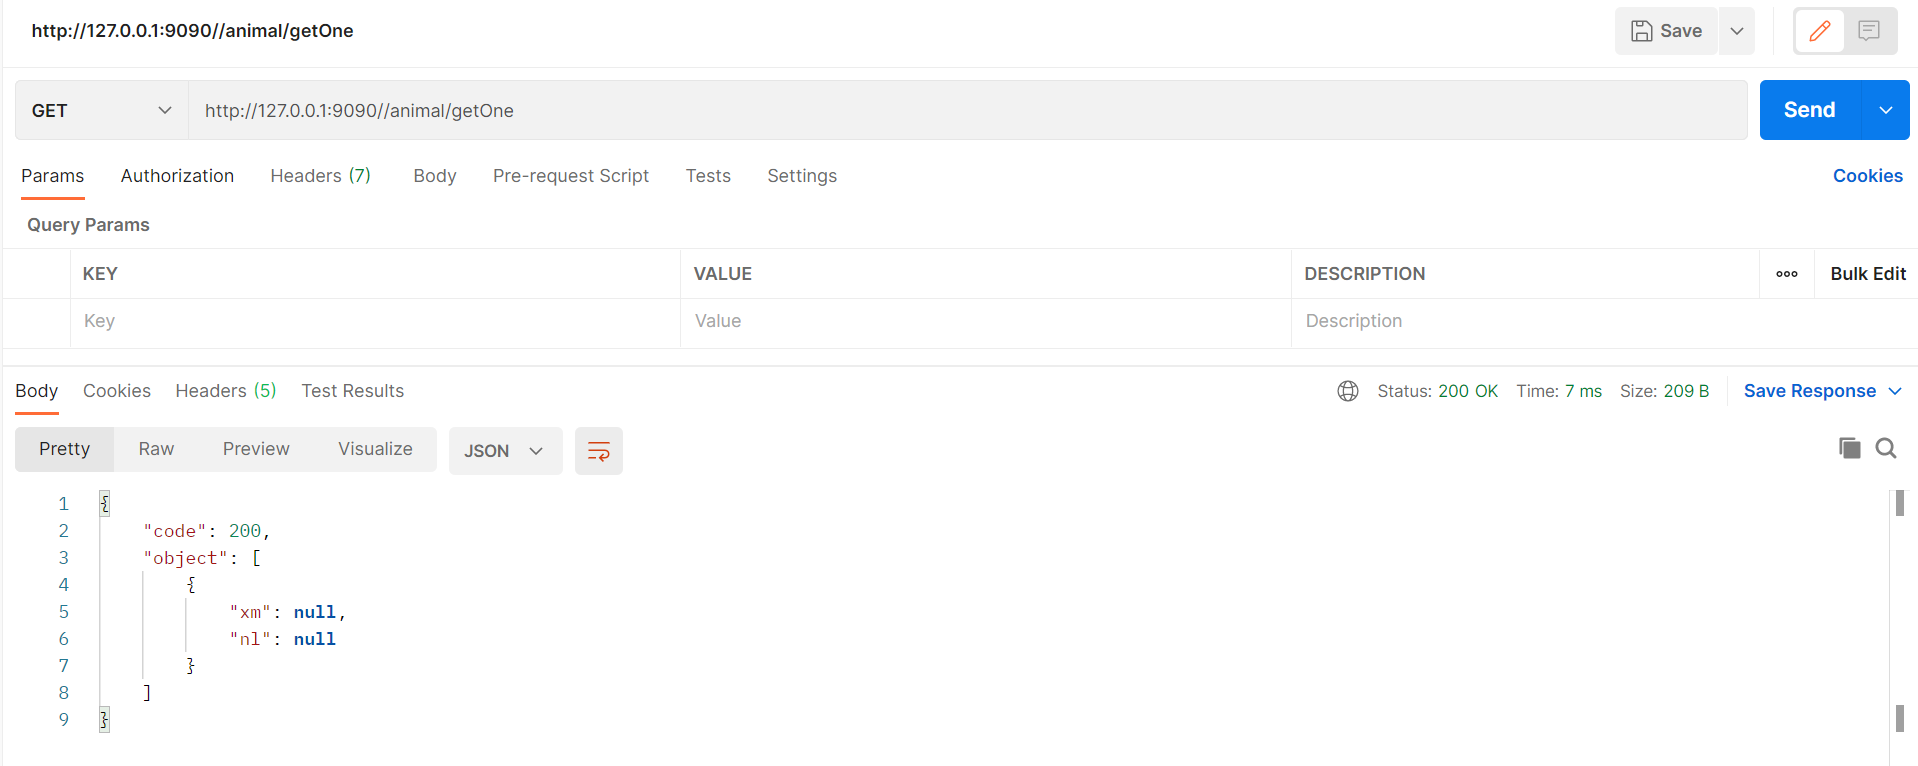 http://127.0.0.1:9090//animal/getOne
Save
GET http://127.0.0.1:9090//animal/getOne Send
Params Authorization Headers (7) Body Pre-request Script Tests Settings Cookies
Query Params
KEY VALUE DESCRIPTION ooo Bulk Edit
Key Value Description
Body Cookies Headers (5) Test Results Status: 200 OK Time: 7 ms Size: 209 B Save Response
Pretty Raw Preview Visualize JSON
1 {
2 "code": 200,
3 "object": [
4 {
5 "xm": null,
6 "nl": null
7 }
8 ]
9 }